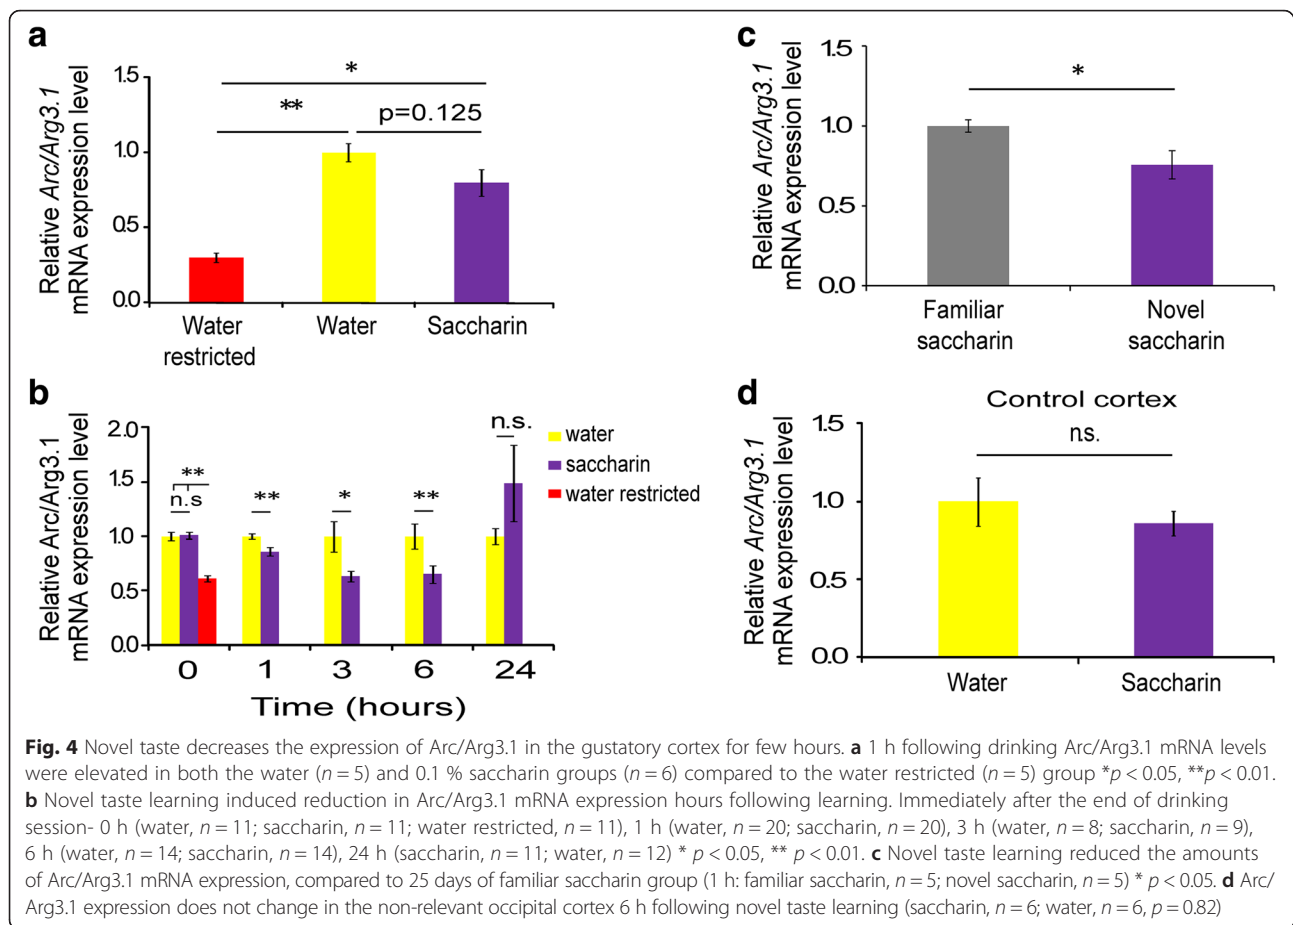 a
Relative Arc/Arg3.1
mRNA expression level
1.5
1.0
0.5
0.0
*
**
p=0.125
Water
restricted
Water
Saccharin
c
Relative Arc/Arg3.1
mRNA expression level
1.5
1.0
0.5
0.0
*
Familiar
saccharin
Novel
saccharin
b
Relative Arc/Arg3.1
mRNA expression level
2.0
1.5
1.0
0.5
0.0
**
n.s
**
*
**
n.s.
water
saccharin
water restricted
0 1 3 6 24
Time (hours)
d
Control cortex
Relative Arc/Arg3.1
mRNA expression level
1.5
1.0
0.5
0.0
n.s.
Water
Saccharin
Fig. 4 Novel taste decreases the expression of Arc/Arg3.1 in the gustatory cortex for few hours. a 1 h following drinking Arc/Arg3.1 mRNA levels
were elevated in both the water (n = 5) and 0.1 % saccharin groups (n = 6) compared to the water restricted (n = 5) group *p < 0.05, **p < 0.01.
b Novel taste learning induced reduction in Arc/Arg3.1 mRNA expression hours following learning. Immediately after the end of drinking
session- 0 h (water, n = 11; saccharin, n = 11; water restricted, n = 11), 1 h (water, n = 20; saccharin, n = 20), 3 h (water, n = 8; saccharin, n = 9),
6 h (water, n = 14; saccharin, n = 14), 24 h (saccharin, n = 11; water, n = 12) * p < 0.05, ** p < 0.01. c Novel taste learning reduced the amounts
of Arc/Arg3.1 mRNA expression, compared to 25 days of familiar saccharin group (1 h: familiar saccharin, n = 5; novel saccharin, n = 5) * p < 0.05. d Arc/
Arg3.1 expression does not change in the non-relevant occipital cortex 6 h following novel taste learning (saccharin, n = 6; water, n = 6, p = 0.82)